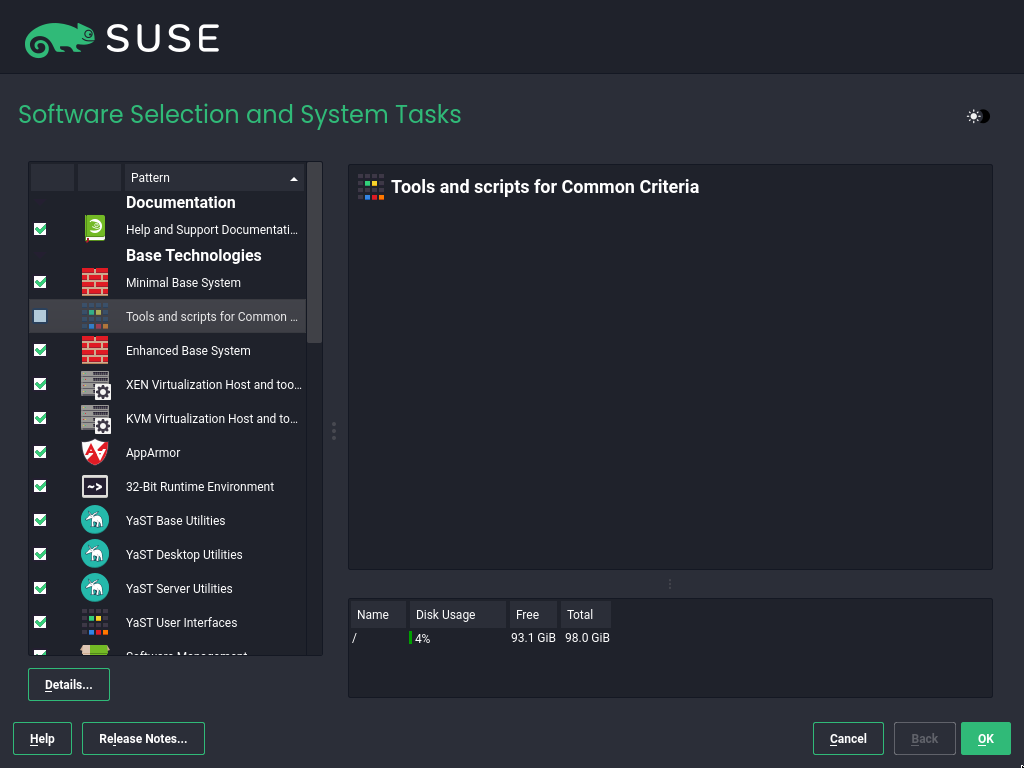 SUSE
Software Selection and System Tasks
Pattern
Documentation
Help and Support Documentati...
Base Technologies
Minimal Base System
Tools and scripts for Common ...
Enhanced Base System
XEN Virtualization Host and too...
KVM Virtualization Host and to...
AppArmor
32-Bit Runtime Environment
YaST Base Utilities
YaST Desktop Utilities
YaST Server Utilities
YaST User Interfaces
Software Management
Details...
Tools and scripts for Common Criteria
Name Disk Usage Free Total
/ 4% 93.1 GiB 98.0 GiB
Help Release Notes... Cancel Back OK